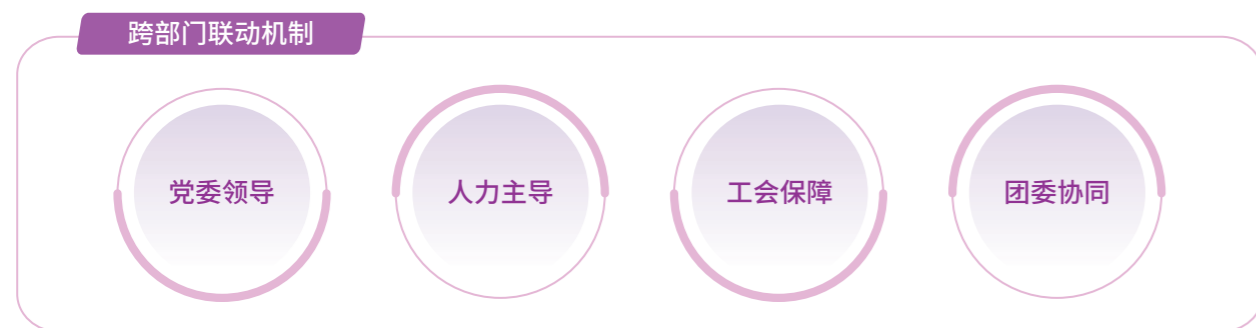 跨部门联动机制
党委领导
人力主导
工会保障
团委协同